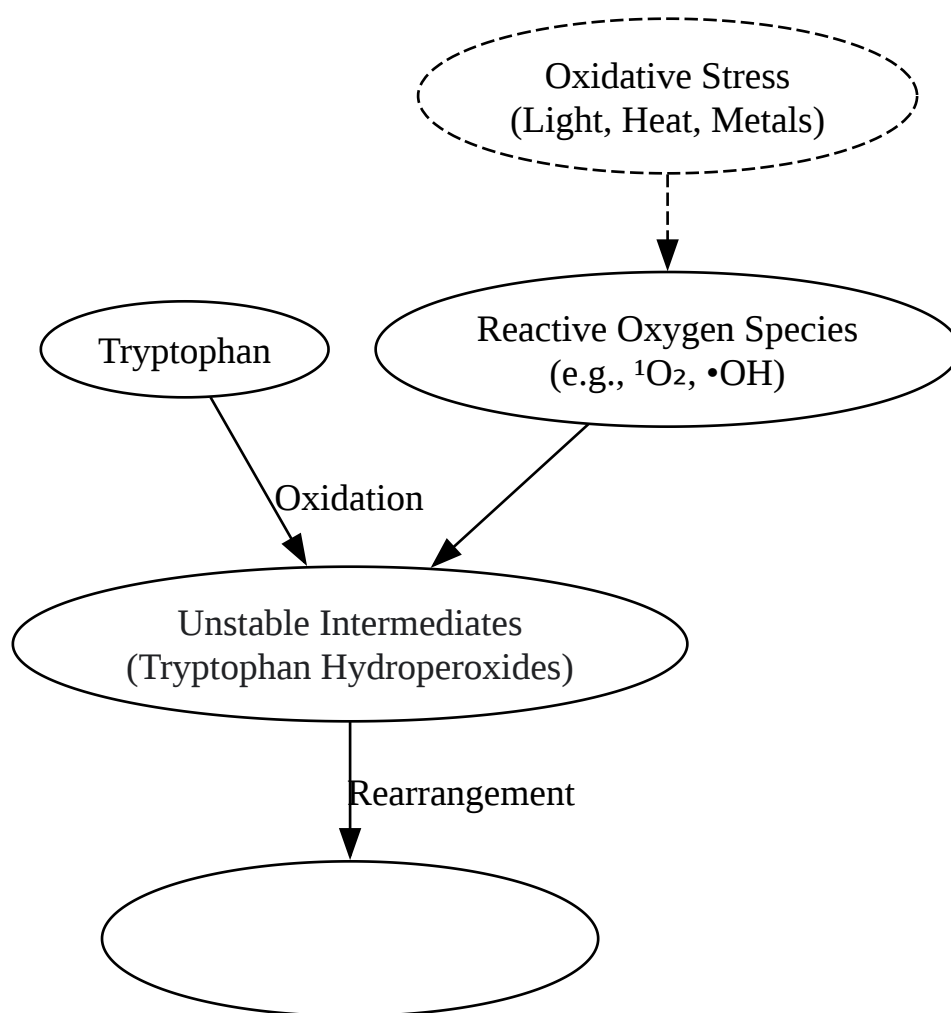 Oxidative Stress
(Light, Heat, Metals)
Tryptophan
Reactive Oxygen Species
(e.g., ¹O₂, •OH)
Oxidation
Unstable Intermediates
(Tryptophan Hydroperoxides)
Rearrangement